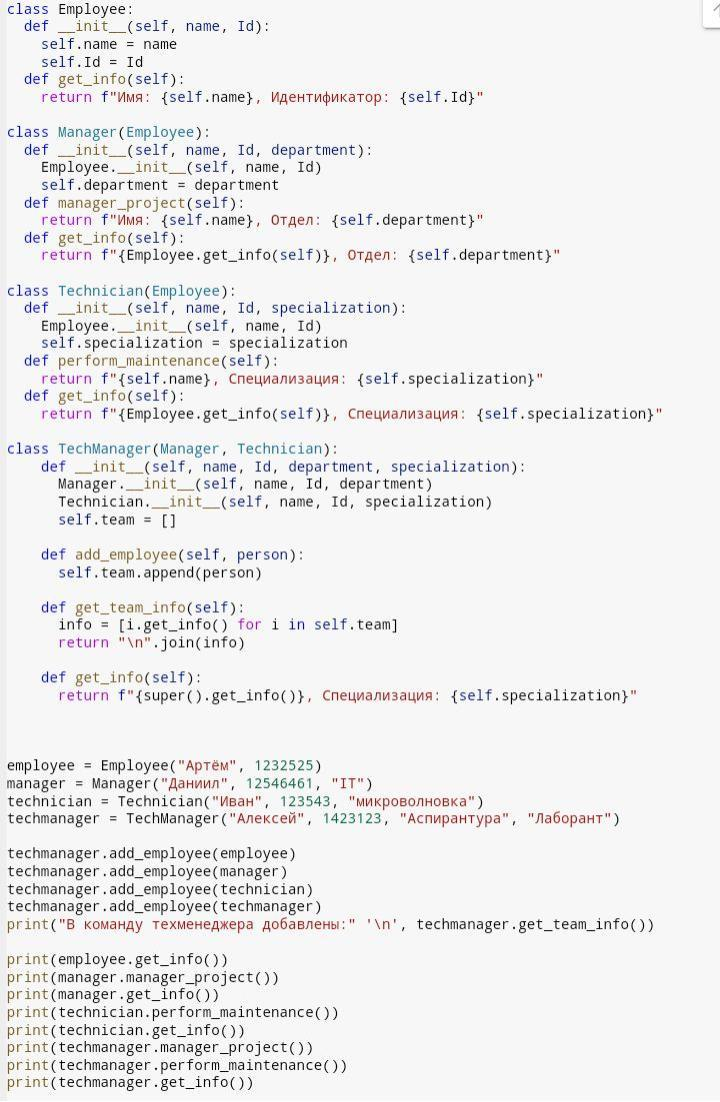 class Employee:
  def __init__(self, name, Id):
    self.name = name
    self.Id = Id
  def get_info(self):
    return f"Имя: {self.name}, Идентификатор: {self.Id}"

class Manager(Employee):
  def __init__(self, name, Id, department):
    Employee.__init__(self, name, Id)
    self.department = department
  def manager_project(self):
    return f"Имя: {self.name}, Отдел: {self.department}"
  def get_info(self):
    return f"{Employee.get_info(self)}, Отдел: {self.department}"

class Technician(Employee):
  def __init__(self, name, Id, specialization):
    Employee.__init__(self, name, Id)
    self.specialization = specialization
  def perform_maintenance(self):
    return f"{self.name}, Специализация: {self.specialization}"
  def get_info(self):
    return f"{Employee.get_info(self)}, Специализация: {self.specialization}"

class TechManager(Manager, Technician):
    def __init__(self, name, Id, department, specialization):
      Manager.__init__(self, name, Id, department)
      Technician.__init__(self, name, Id, specialization)
      self.team = []

    def add_employee(self, person):
      self.team.append(person)

    def get_team_info(self):
      info = [i.get_info() for i in self.team]
      return "\n".join(info)

    def get_info(self):
      return f"{super().get_info()}, Специализация: {self.specialization}"

employee = Employee("Артём", 1232525)
manager = Manager("Даниил", 12546461, "IT")
technician = Technician("Иван", 123543, "микроволновка")
techmanager = TechManager("Алексей", 1423123, "Аспирантура", "Лаборант")

techmanager.add_employee(employee)
techmanager.add_employee(manager)
techmanager.add_employee(technician)
techmanager.add_employee(techmanager)
print("В команду техменеджера добавлены:" '\n', techmanager.get_team_info())

print(employee.get_info())
print(manager.manager_project())
print(manager.get_info())
print(technician.perform_maintenance())
print(technician.get_info())
print(techmanager.manager_project())
print(techmanager.perform_maintenance())
print(techmanager.get_info())